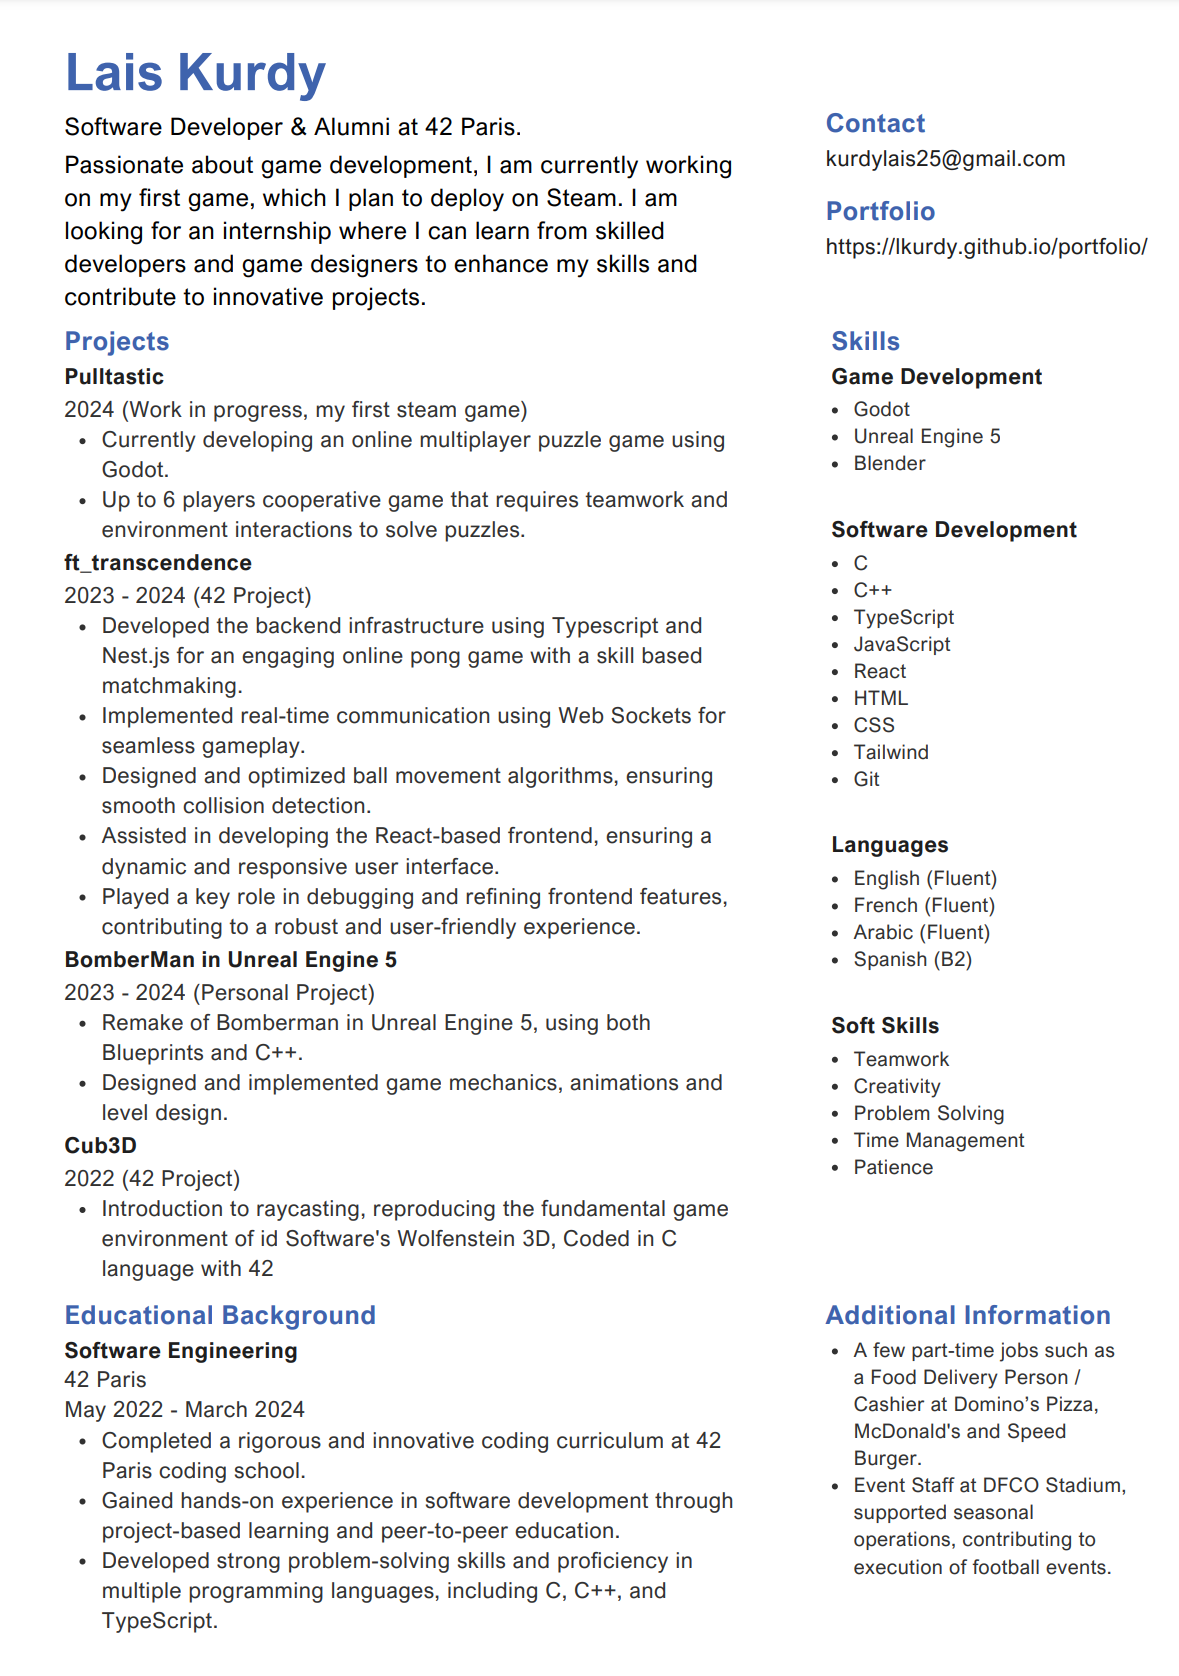 Lais Kurdy
Software Developer & Alumni at 42 Paris.
Passionate about game development, I am currently working
on my first game, which I plan to deploy on Steam. I am
looking for an internship where I can learn from skilled
developers and game designers to enhance my skills and
contribute to innovative projects.
Contact
kurdylais25@gmail.com
Portfolio
https://lkurdy.github.io/portfolio/
Projects
Pulltastic
2024 (Work in progress, my first steam game)
• Currently developing an online multiplayer puzzle game using
Godot.
• Up to 6 players cooperative game that requires teamwork and
environment interactions to solve puzzles.
ft_transcendence
2023 - 2024 (42 Project)
• Developed the backend infrastructure using Typescript and
Nest.js for an engaging online pong game with a skill based
matchmaking.
• Implemented real-time communication using Web Sockets for
seamless gameplay.
• Designed and optimized ball movement algorithms, ensuring
smooth collision detection.
• Assisted in developing the React-based frontend, ensuring a
dynamic and responsive user interface.
• Played a key role in debugging and refining frontend features,
contributing to a robust and user-friendly experience.
BomberMan in Unreal Engine 5
2023 - 2024 (Personal Project)
• Remake of Bomberman in Unreal Engine 5, using both
Blueprints and C++.
• Designed and implemented game mechanics, animations and
level design.
Cub3D
2022 (42 Project)
• Introduction to raycasting, reproducing the fundamental game
environment of id Software's Wolfenstein 3D, Coded in C
language with 42
Skills
Game Development
• Godot
• Unreal Engine 5
• Blender
Software Development
• C
• C++
• TypeScript
• JavaScript
• React
• HTML
• CSS
• Tailwind
• Git
Languages
• English (Fluent)
• French (Fluent)
• Arabic (Fluent)
• Spanish (B2)
Soft Skills
• Teamwork
• Creativity
• Problem Solving
• Time Management
• Patience
Educational Background
Software Engineering
42 Paris
May 2022 - March 2024
• Completed a rigorous and innovative coding curriculum at 42
Paris coding school.
• Gained hands-on experience in software development through
project-based learning and peer-to-peer education.
• Developed strong problem-solving skills and proficiency in
multiple programming languages, including C, C++, and
TypeScript.
Additional Information
• A few part-time jobs such as
a Food Delivery Person /
Cashier at Domino’s Pizza,
McDonald's and Speed
Burger.
• Event Staff at DFCO Stadium,
supported seasonal
operations, contributing to
execution of football events.